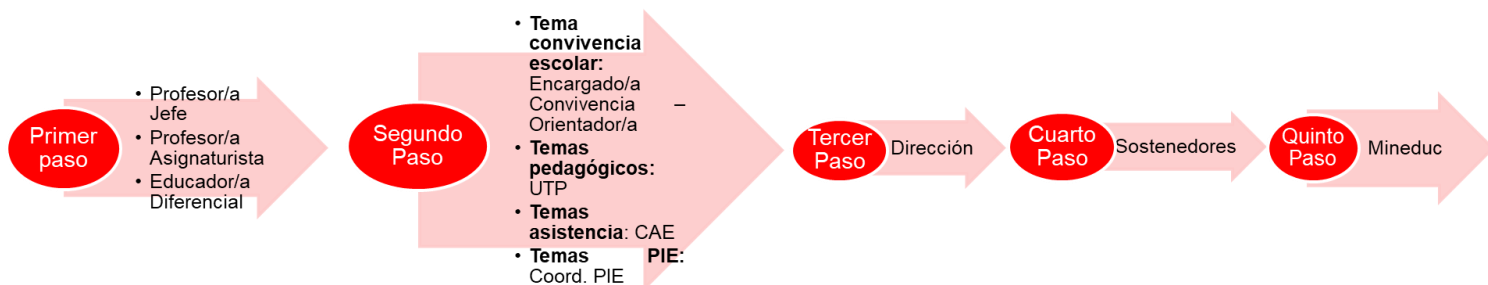 Primer
paso
• Profesor/a
Jefe
• Profesor/a
Asignaturista
• Educador/a
Diferencial
Segundo
Paso
• Tema
convivencia
escolar:
Encargado/a
Convivencia –
Orientador/a
• Temas
pedagógicos:
UTP
• Temas
asistencia: CAE
• Temas PIE:
Coord. PIE
Tercer
Paso
Dirección
Cuarto
Paso
Sostenedores
Quinto
Paso
Mineduc